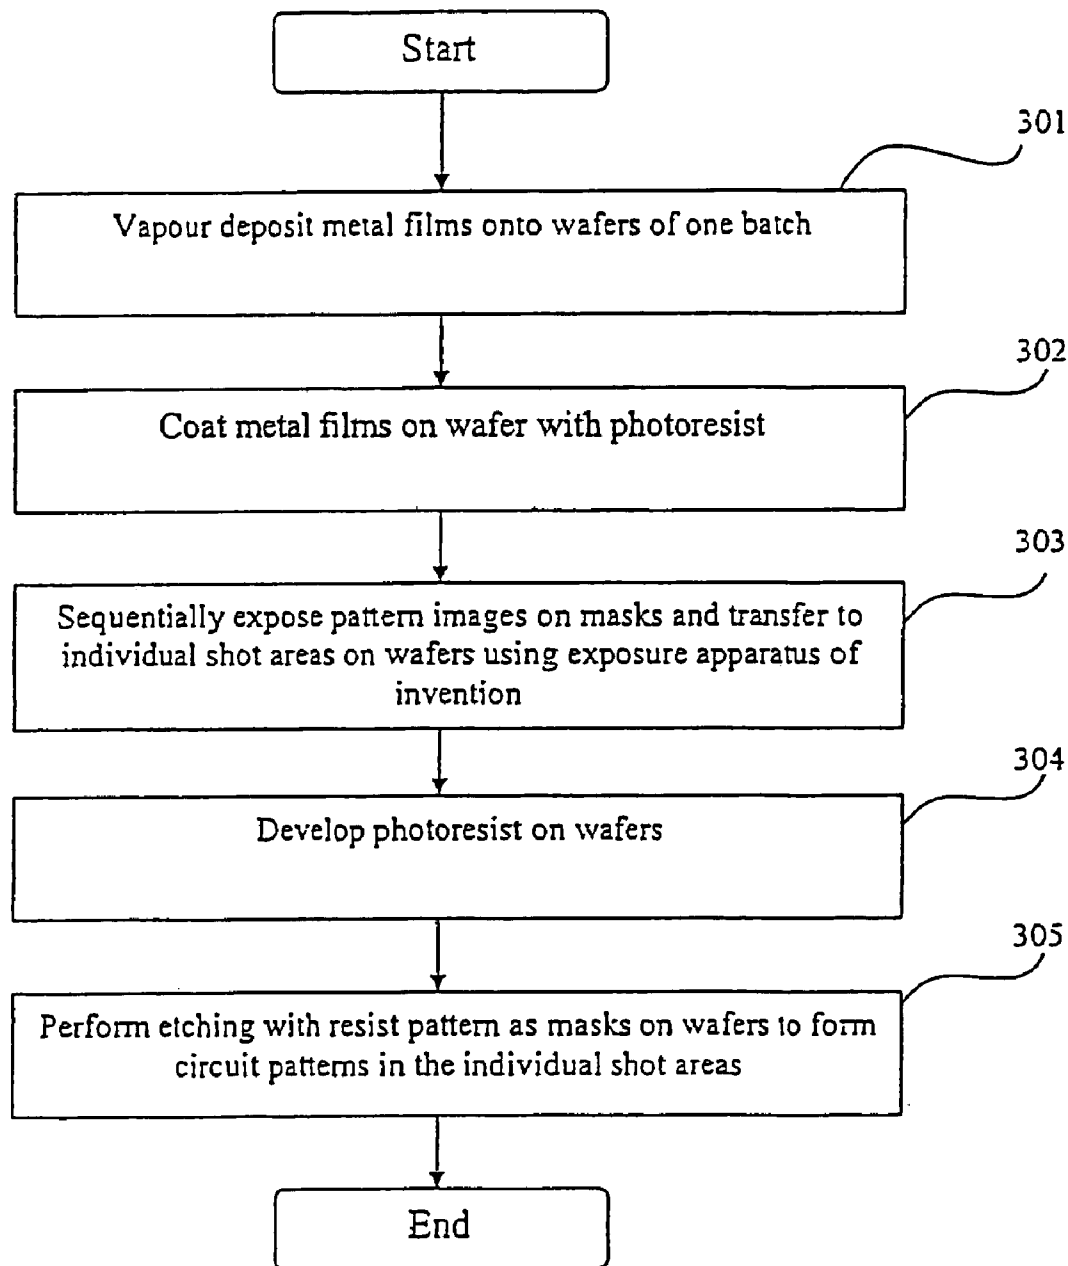 Start
301
Vapour deposit metal films onto wafers of one batch
302
Coat metal films on wafer with photoresist
303
Sequentially expose pattern images on masks and transfer to
individual shot areas on wafers using exposure apparatus of
invention
304
Develop photoresist on wafers
305
Perform etching with resist pattern as masks on wafers to form
circuit patterns in the individual shot areas
End